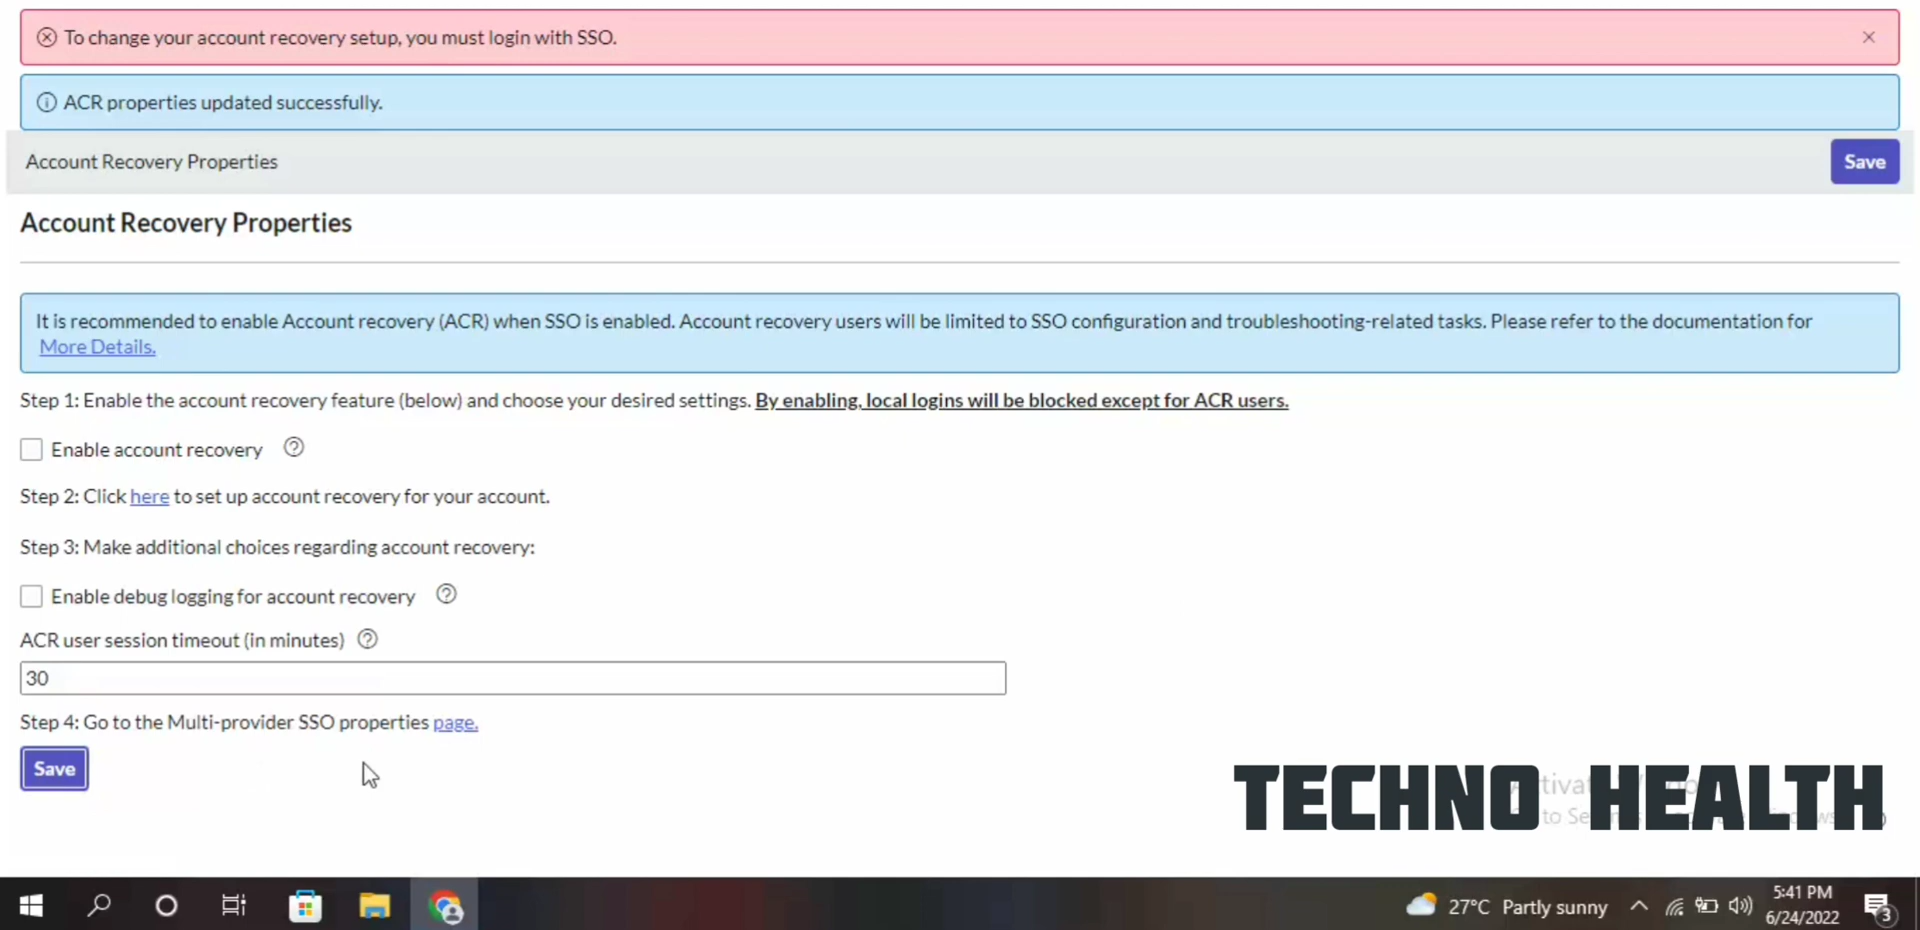 To change your account recovery setup, you must login with SSO.
ACR properties updated successfully.
Account Recovery Properties
Save
Account Recovery Properties
It is recommended to enable Account recovery (ACR) when SSO is enabled. Account recovery users will be limited to SSO configuration and troubleshooting-related tasks. Please refer to the documentation for
More Details.
Step 1: Enable the account recovery feature (below) and choose your desired settings. By enabling, local logins will be blocked except for ACR users.
Enable account recovery
Step 2: Click here to set up account recovery for your account.
Step 3: Make additional choices regarding account recovery:
Enable debug logging for account recovery
ACR user session timeout (in minutes)
30
Step 4: Go to the Multi-provider SSO properties page.
Save
TECHNO HEALTH
27°C Partly sunny
5:41 PM
6/24/2022
3